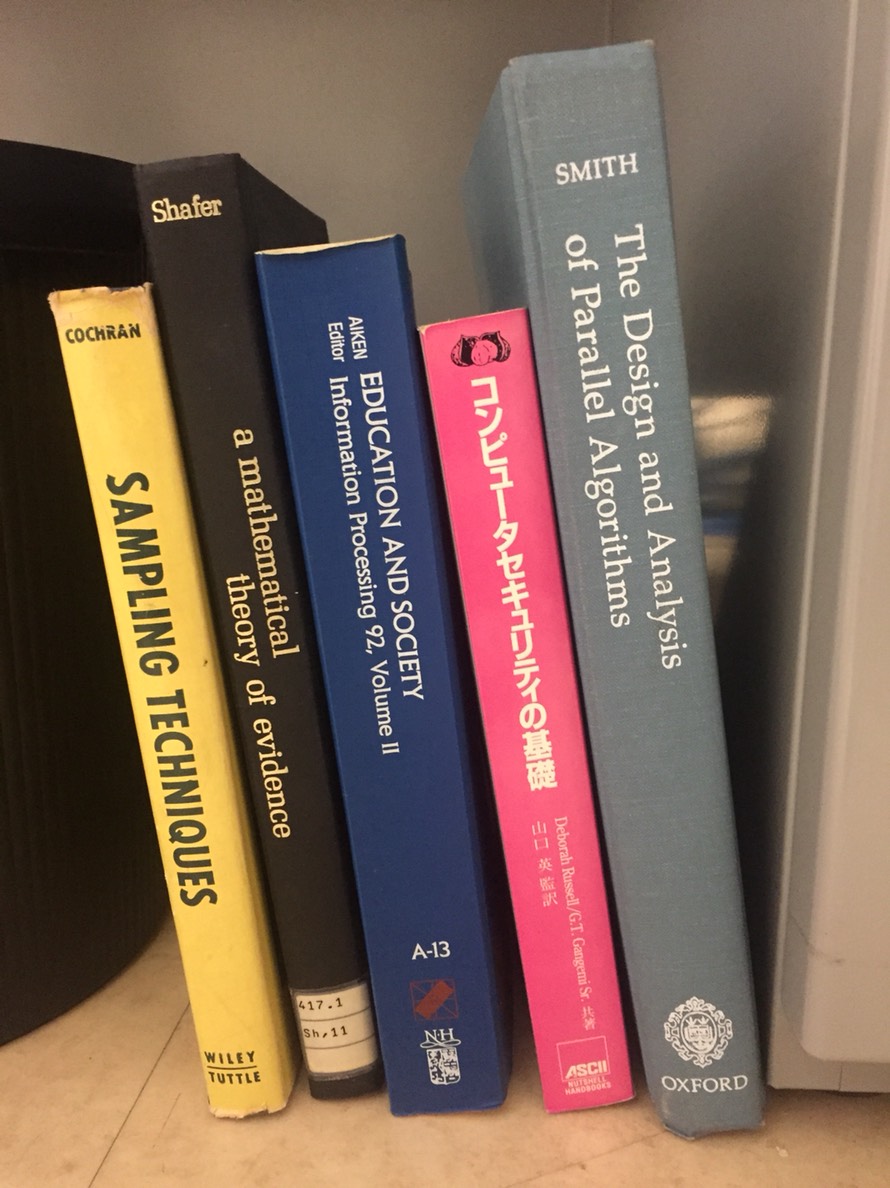 COCHRAN
SAMPLING TECHNIQUES
WILEY
TUTTLE
Shafer
a mathematical
theory of evidence
417.1
Sh,11
AIKEN
Editor
EDUCATION AND SOCIETY
Information Processing 92, Volume II
A-13
N·H
コンピュータセキュリティの基礎
Deborah Russell/G.T. Gangemi Sr. 共著
山口 英 監訳
ASCII
NUTSHELL
HANDBOOKS
SMITH
The Design and Analysis
of Parallel Algorithms
OXFORD